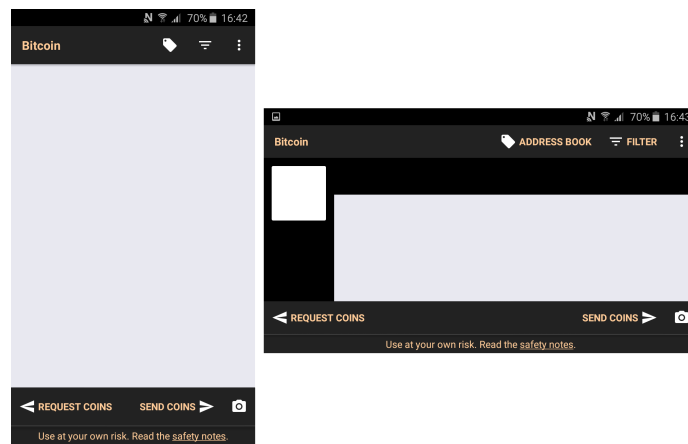 70% 16:42
Bitcoin
REQUEST COINS SEND COINS
Use at your own risk. Read the safety notes.
70% 16:43
Bitcoin ADDRESS BOOK FILTER
REQUEST COINS SEND COINS
Use at your own risk. Read the safety notes.